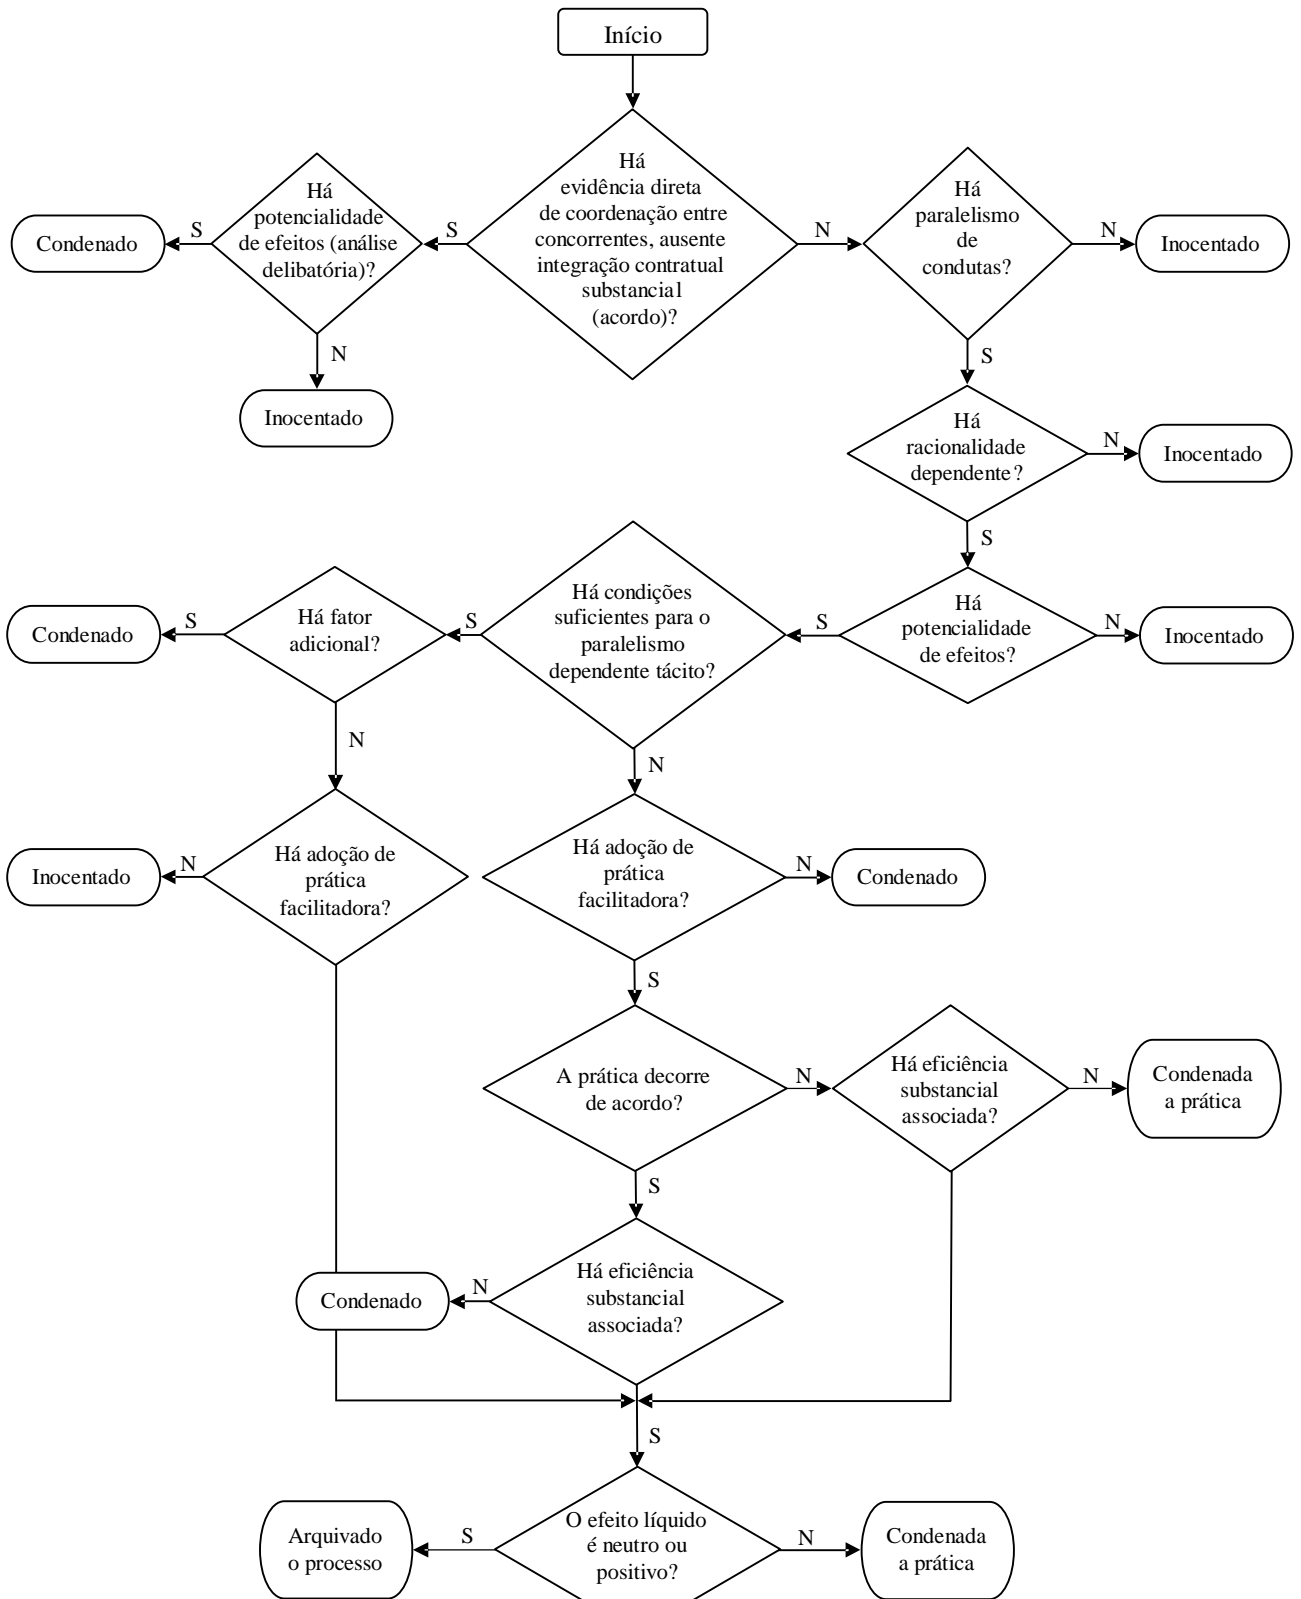 Início
Há
evidência direta
de coordenação entre
concorrentes, ausente
integração contratual
substancial
(acordo)?
S
N
Há
potencialidade
de efeitos (análise
delibatória)?
S
Condenado
N
Inocentado
Há
paralelismo
de
condutas?
N
Inocentado
S
Há
racionalidade
dependente?
N
Inocentado
S
Há
potencialidade
de efeitos?
N
Inocentado
S
Há condições
suficientes para o
paralelismo
dependente tácito?
S
Há fator
adicional?
S
Condenado
N
N
Há adoção de
prática
facilitadora?
N
Inocentado
Há adoção de
prática
facilitadora?
N
Condenado
S
A prática decorre
de acordo?
N
Há eficiência
substancial
associada?
N
Condenada
a prática
S
Há eficiência
substancial
associada?
N
Condenado
S
O efeito líquido
é neutro ou
positivo?
S
Arquivado
o processo
N
Condenada
a prática